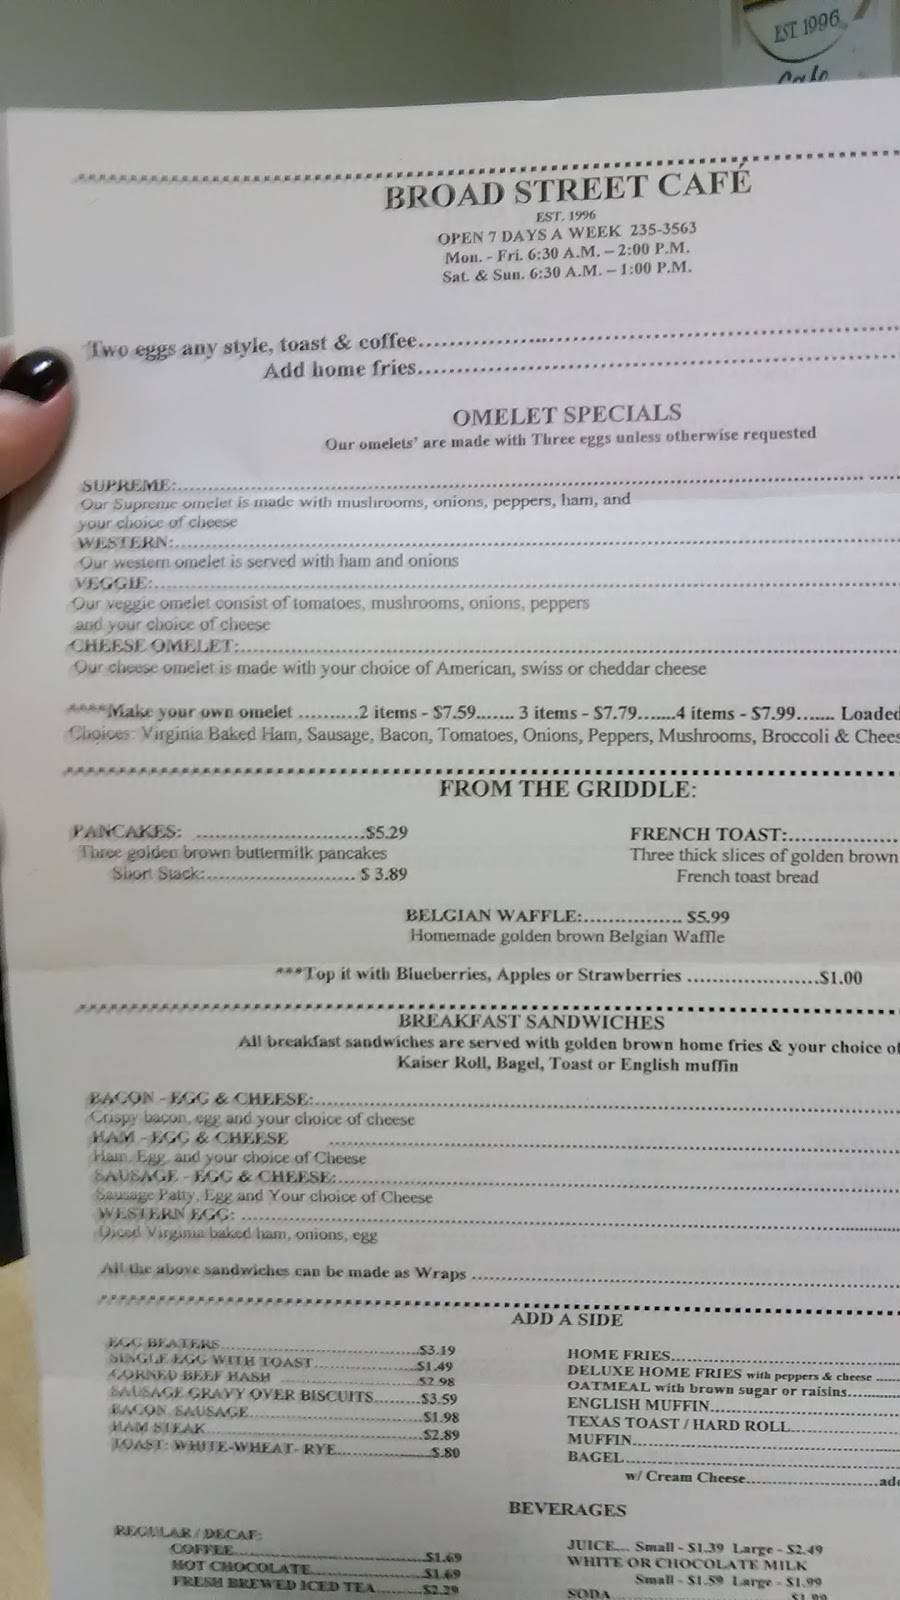 EST. 1996
Cafe
BROAD STREET CAFÉ
EST. 1996
OPEN 7 DAYS A WEEK 235-3563
Mon. - Fri. 6:30 A.M. – 2:00 P.M.
Sat. & Sun. 6:30 A.M. – 1:00 P.M.
Two eggs any style, toast & coffee
Add home fries
OMELET SPECIALS
Our omelets' are made with Three eggs unless otherwise requested
SUPREME:
Our Supreme omelet is made with mushrooms, onions, peppers, ham, and
your choice of cheese
WESTERN:
Our western omelet is served with ham and onions
VEGGIE:
Our veggie omelet consist of tomatoes, mushrooms, onions, peppers
and your choice of cheese
CHEESE OMELET:
Our cheese omelet is made with your choice of American, swiss or cheddar cheese
****Make your own omelet ..........2 items - $7.59....... 3 items - $7.79.......4 items - $7.99....... Loaded
Choices: Virginia Baked Ham, Sausage, Bacon, Tomatoes, Onions, Peppers, Mushrooms, Broccoli & Chees
FROM THE GRIDDLE:
PANCAKES: ..........................$5.29
Three golden brown buttermilk pancakes
Short Stack:........................ $ 3.89
FRENCH TOAST:
Three thick slices of golden brown
French toast bread
BELGIAN WAFFLE:................ $5.99
Homemade golden brown Belgian Waffle
***Top it with Blueberries, Apples or Strawberries ....................$1.00
BREAKFAST SANDWICHES
All breakfast sandwiches are served with golden brown home fries & your choice of
Kaiser Roll, Bagel, Toast or English muffin
BACON - EGG & CHEESE:
Crispy bacon, egg and your choice of cheese
HAM - EGG & CHEESE
Ham, Egg, and your choice of Cheese
SAUSAGE - EGG & CHEESE:
Sausage Patty, Egg and Your choice of Cheese
WESTERN EGG:
Diced Virginia baked ham, onions, egg
All the above sandwiches can be made as Wraps
ADD A SIDE
EGG BEATERS........$3.19
SINGLE EGG WITH TOAST........$1.49
CORNED BEEF HASH ........$2.98
SAUSAGE GRAVY OVER BISCUITS........$3.59
BACON, SAUSAGE........$1.98
HAM STEAK........$2.89
TOAST: WHITE-WHEAT- RYE........$.80
HOME FRIES
DELUXE HOME FRIES with peppers & cheese
OATMEAL with brown sugar or raisins
ENGLISH MUFFIN
TEXAS TOAST / HARD ROLL
MUFFIN
BAGEL
w/ Cream Cheese........ad
BEVERAGES
REGULAR / DECAF:
COFFEE........$1.69
HOT CHOCOLATE........$1.69
FRESH BREWED ICED TEA........$2.29
JUICE.... Small - $1.39 Large - $2.49
WHITE OR CHOCOLATE MILK
Small - $1.59 Large - $1.99
SODA